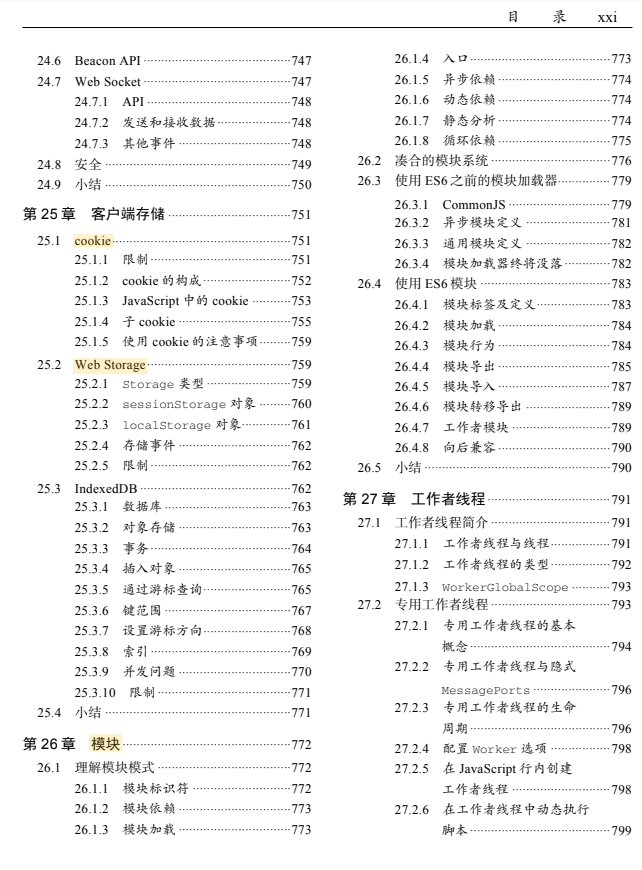 目 录 xxi
24.6 Beacon API 747
24.7 Web Socket 747
24.7.1 API 748
24.7.2 发送和接收数据 748
24.7.3 其他事件 748
24.8 安全 749
24.9 小结 750
第 25 章 客户端存储 751
25.1 cookie 751
25.1.1 限制 751
25.1.2 cookie 的构成 752
25.1.3 JavaScript 中的 cookie 753
25.1.4 子 cookie 755
25.1.5 使用 cookie 的注意事项 759
25.2 Web Storage 759
25.2.1 Storage 类型 759
25.2.2 sessionStorage 对象 760
25.2.3 localStorage 对象 761
25.2.4 存储事件 762
25.2.5 限制 762
25.3 IndexedDB 762
25.3.1 数据库 763
25.3.2 对象存储 763
25.3.3 事务 764
25.3.4 插入对象 765
25.3.5 通过游标查询 765
25.3.6 键范围 767
25.3.7 设置游标方向 768
25.3.8 索引 769
25.3.9 并发问题 770
25.3.10 限制 771
25.4 小结 771
第 26 章 模块 772
26.1 理解模块模式 772
26.1.1 模块标识符 772
26.1.2 模块依赖 773
26.1.3 模块加载 773
26.1.4 入口 773
26.1.5 异步依赖 774
26.1.6 动态依赖 774
26.1.7 静态分析 774
26.1.8 循环依赖 775
26.2 凑合的模块系统 776
26.3 使用 ES6 之前的模块加载器 779
26.3.1 CommonJS 779
26.3.2 异步模块定义 781
26.3.3 通用模块定义 782
26.3.4 模块加载器终将没落 782
26.4 使用 ES6 模块 783
26.4.1 模块标签及定义 783
26.4.2 模块加载 784
26.4.3 模块行为 784
26.4.4 模块导出 785
26.4.5 模块导入 787
26.4.6 模块转移导出 789
26.4.7 工作者模块 789
26.4.8 向后兼容 790
26.5 小结 790
第 27 章 工作者线程 791
27.1 工作者线程简介 791
27.1.1 工作者线程与线程 791
27.1.2 工作者线程的类型 792
27.1.3 WorkerGlobalScope 793
27.2 专用工作者线程 793
27.2.1 专用工作者线程的基本
概念 794
27.2.2 专用工作者线程与隐式
MessagePorts 796
27.2.3 专用工作者线程的生命
周期 796
27.2.4 配置 Worker 选项 798
27.2.5 在 JavaScript 行内创建
工作者线程 798
27.2.6 在工作者线程中动态执行
脚本 799